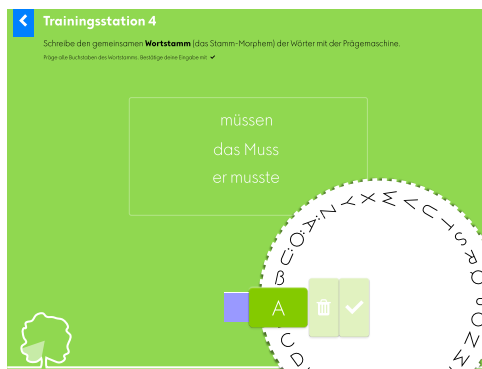 Trainingsstation 4
Schreibe den gemeinsamen Wortstamm (das Stamm-Morphem) der Wörter mit der Prägemaschine.
Präge alle Buchstaben des Wortstamms. Bestätige deine Eingabe mit ✔
müssen
das Muss
er musste
Z Y X W V U T S R Q P O N M
Ä
Ö
Ü
ß
A
C
D